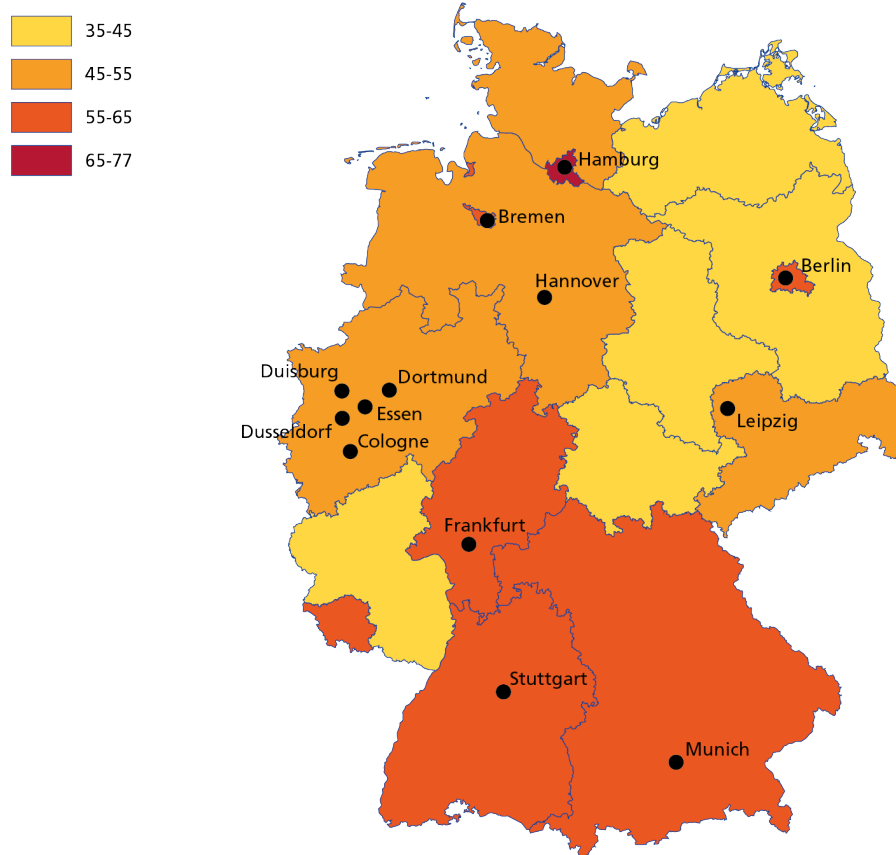 35-45
45-55
55-65
65-77
Hamburg
Bremen
Berlin
Hannover
Duisburg
Dortmund
Essen
Leipzig
Dusseldorf
Cologne
Frankfurt
Stuttgart
Munich